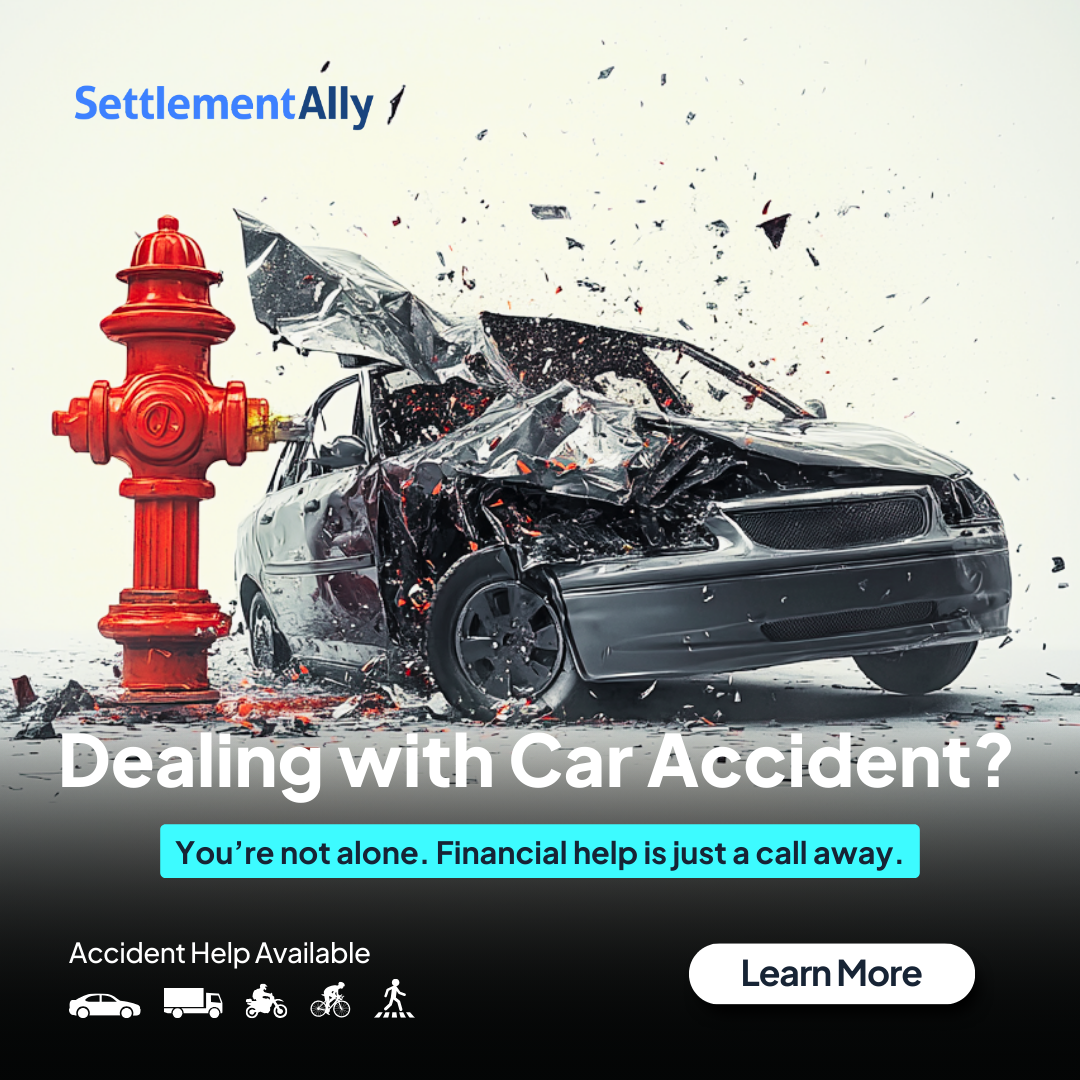 SettlementAlly
Dealing with Car Accident?
You're not alone. Financial help is just a call away.
Accident Help Available
Learn More